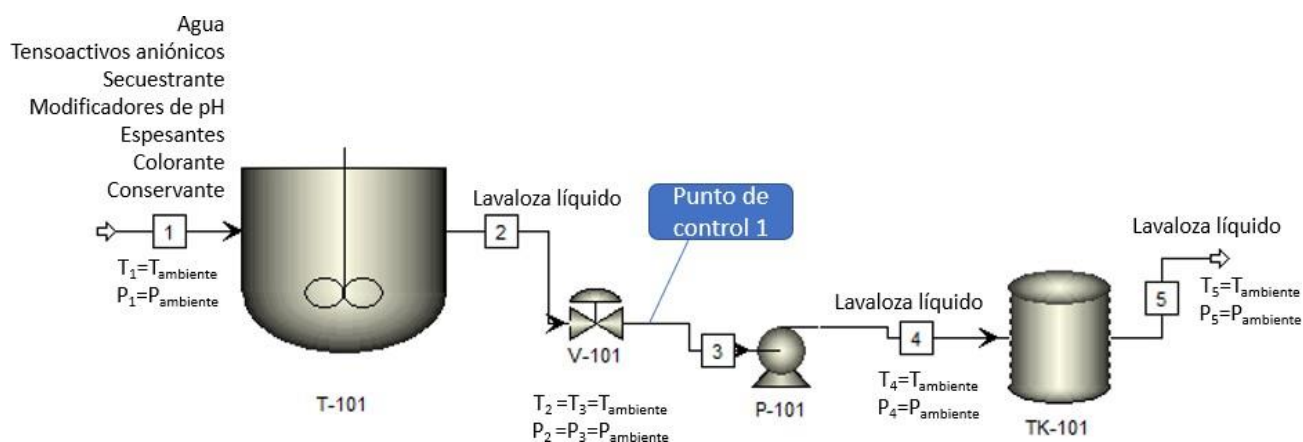 Agua
Tensoactivos aniónicos
Secuestrante
Modificadores de pH
Espesantes
Colorante
Conservante
1
T₁=Tambiente
P₁=Pambiente
T-101
Lavaloza líquido
2
V-101
T₂=T₃=Tambiente
P₂=P₃=Pambiente
Punto de
control 1
3
P-101
Lavaloza líquido
4
T₄=Tambiente
P₄=Pambiente
TK-101
Lavaloza líquido
5
T₅=Tambiente
P₅=Pambiente